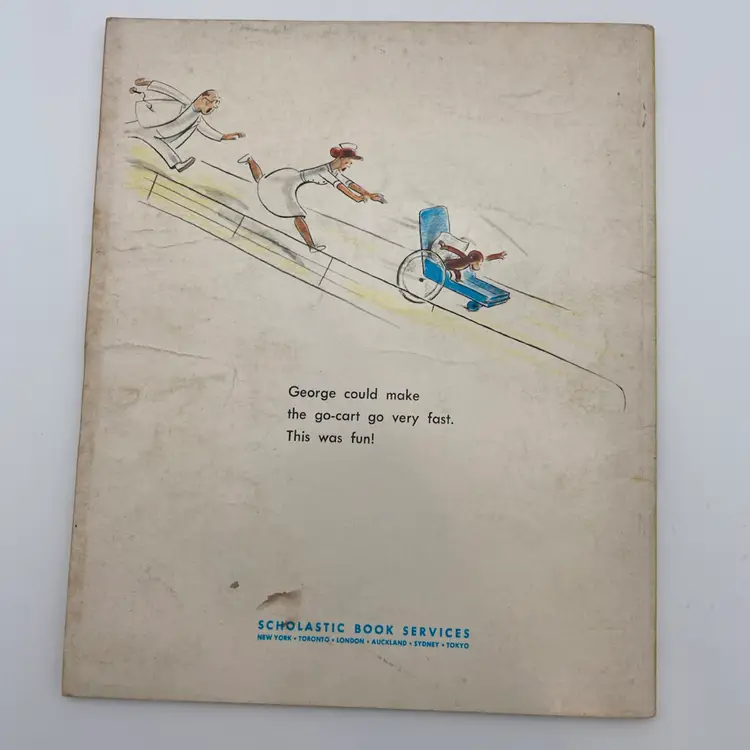 George could make
the go-cart go very fast.
This was fun!
SCHOLASTIC BOOK SERVICES
NEW YORK • TORONTO • LONDON • AUCKLAND • SYDNEY • TOKYO